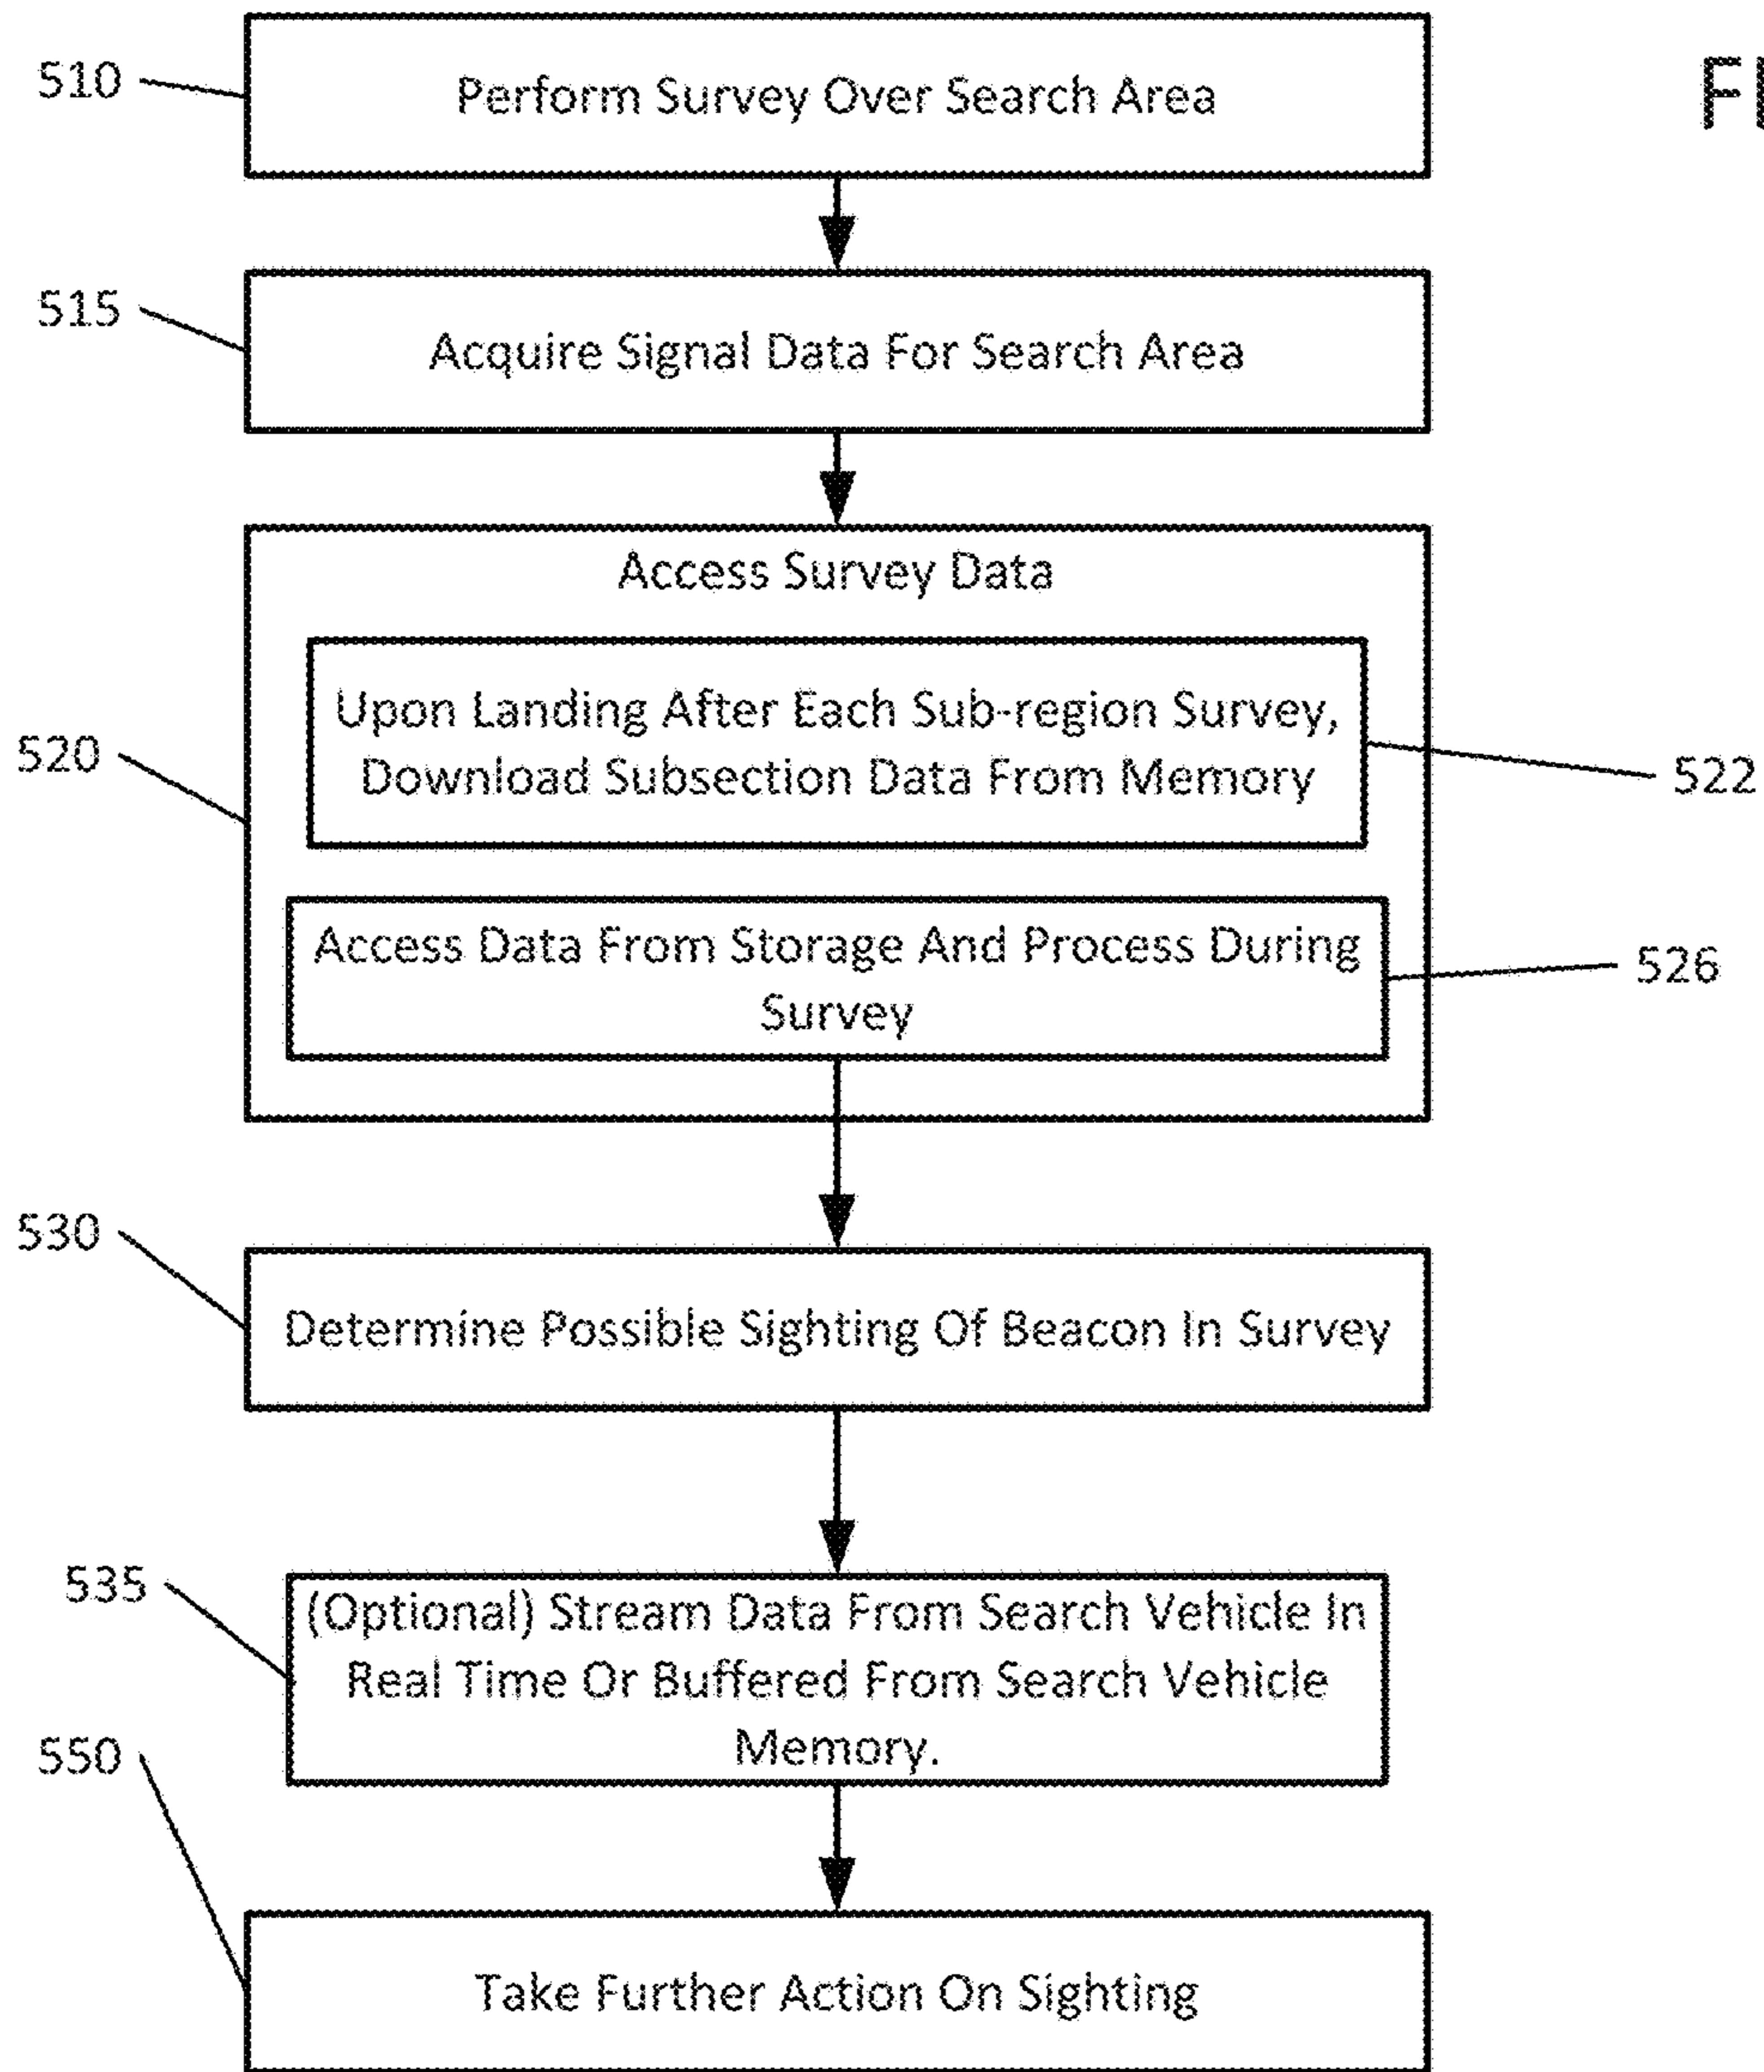 510
Perform Survey Over Search Area
515
Acquire Signal Data For Search Area
Access Survey Data
Upon Landing After Each Sub-region Survey,
Download Subsection Data From Memory
520
522
Access Data From Storage And Process During
Survey
526
530
Determine Possible Sighting Of Beacon In Survey
535
(Optional) Stream Data From Search Vehicle In
Real Time Or Buffered From Search Vehicle
Memory.
550
Take Further Action On Sighting